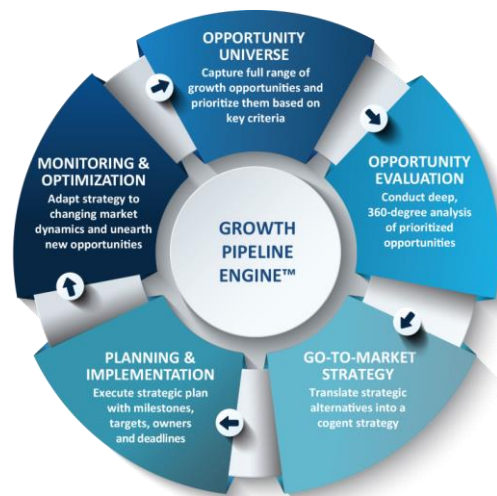 OPPORTUNITY
UNIVERSE
Capture full range of
growth opportunities and
prioritize them based on
key criteria
OPPORTUNITY
EVALUATION
Conduct deep,
360-degree analysis
of prioritized
opportunities
GO-TO-MARKET
STRATEGY
Translate strategic
alternatives into a
cogent strategy
PLANNING &
IMPLEMENTATION
Execute strategic plan
with milestones,
targets, owners
and deadlines
MONITORING &
OPTIMIZATION
Adapt strategy to
changing market
dynamics and unearth
new opportunities
GROWTH
PIPELINE
ENGINE™